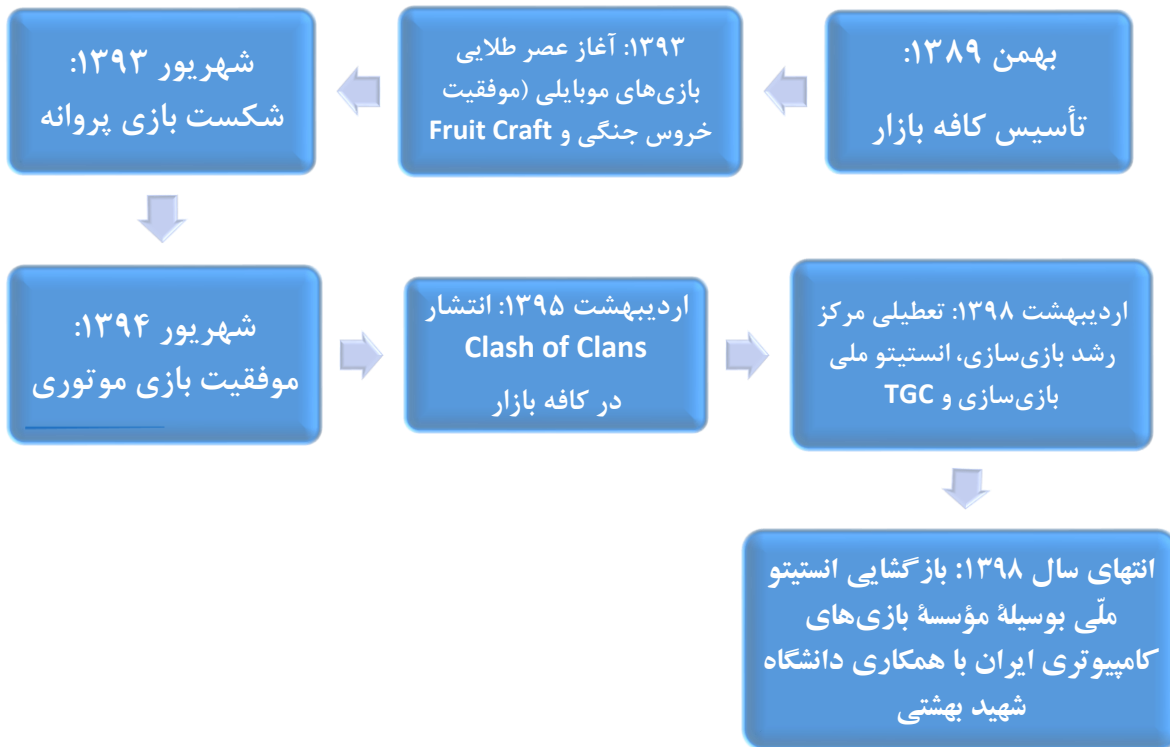 بهمن ۱۳۸۹:
تأسیس کافه بازار
۱۳۹۳: آغاز عصر طلایی
بازی‌های موبایلی (موفقیت
خروس جنگی و Fruit Craft
شهریور ۱۳۹۳:
شکست بازی پروانه
شهریور ۱۳۹۴:
موفقیت بازی موتوری
اردیبهشت ۱۳۹۵: انتشار
Clash of Clans
در کافه بازار
اردیبهشت ۱۳۹۸: تعطیلی مرکز
رشد بازی‌سازی، انستیتو ملی
بازی‌سازی و TGC
انتهای سال ۱۳۹۸: بازگشایی انستیتو
ملّی بوسیلۀ مؤسسۀ بازی‌های
کامپیوتری ایران با همکاری دانشگاه
شهید بهشتی